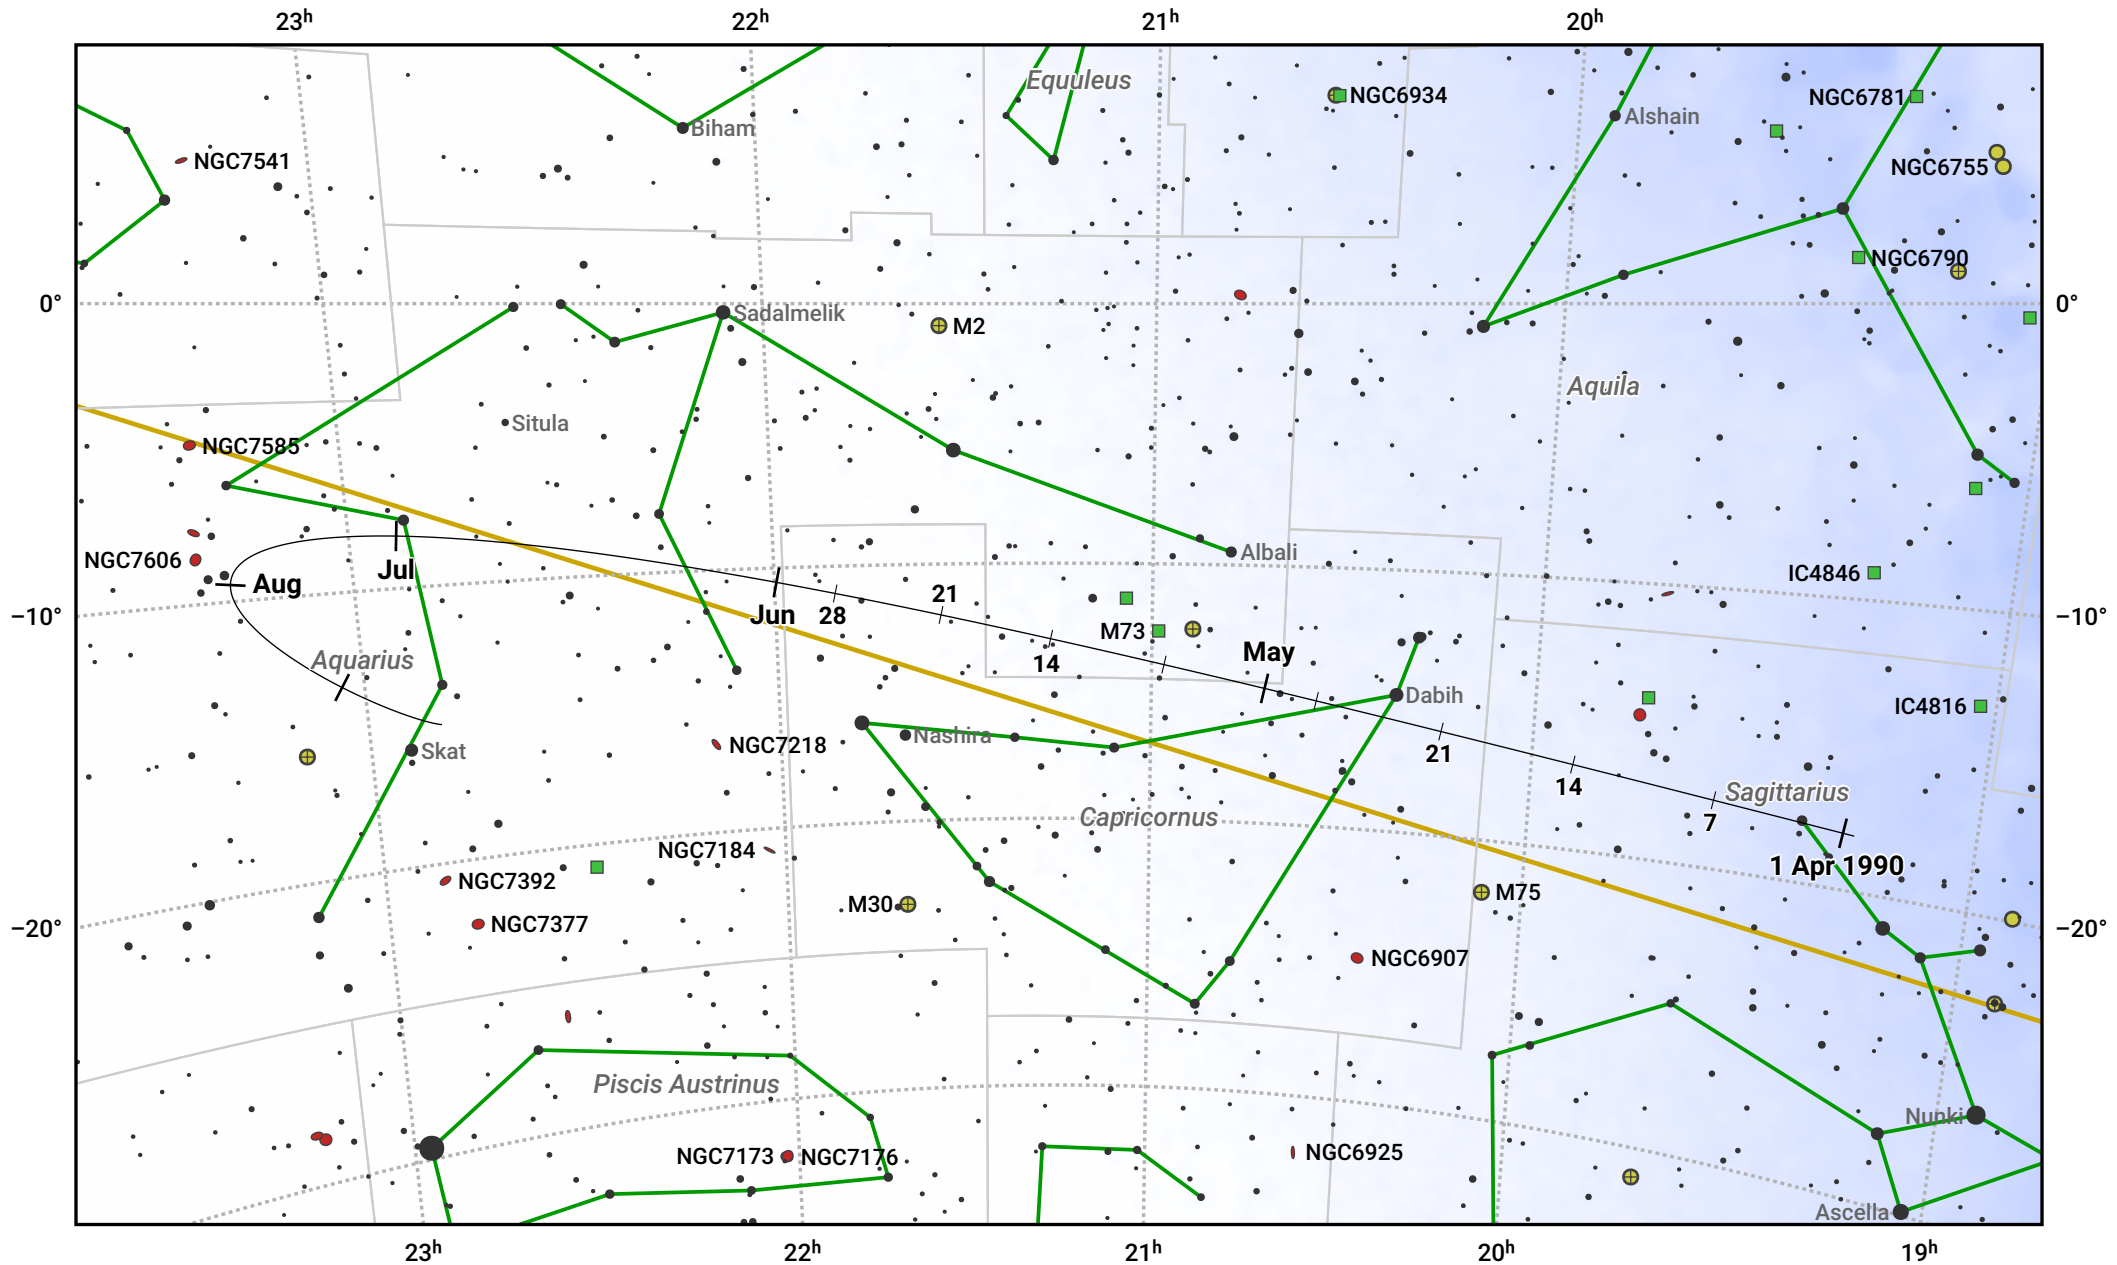 23ʰ 22ʰ 21ʰ 20ʰ
Equuleus
NGC6934
NGC6781
Alshain
Biham
NGC7541
NGC6755
NGC6790
0° 0°
Sadalmelik
M2
Aquila
Situla
NGC7585
Albali
NGC7606
Jul
IC4846
Aug
21
Jun 28
−10° −10°
M73
May
14
Aquarius
Dabih
IC4816
Nashira
NGC7218
Skat
21
14
Sagittarius
Capricornus
7
NGC7184
1 Apr 1990
NGC7392
M75
M30
NGC7377
−20° −20°
NGC6907
Piscis Austrinus
Nunki
NGC7173 NGC7176
NGC6925
Ascella
23ʰ 22ʰ 21ʰ 20ʰ 19ʰ